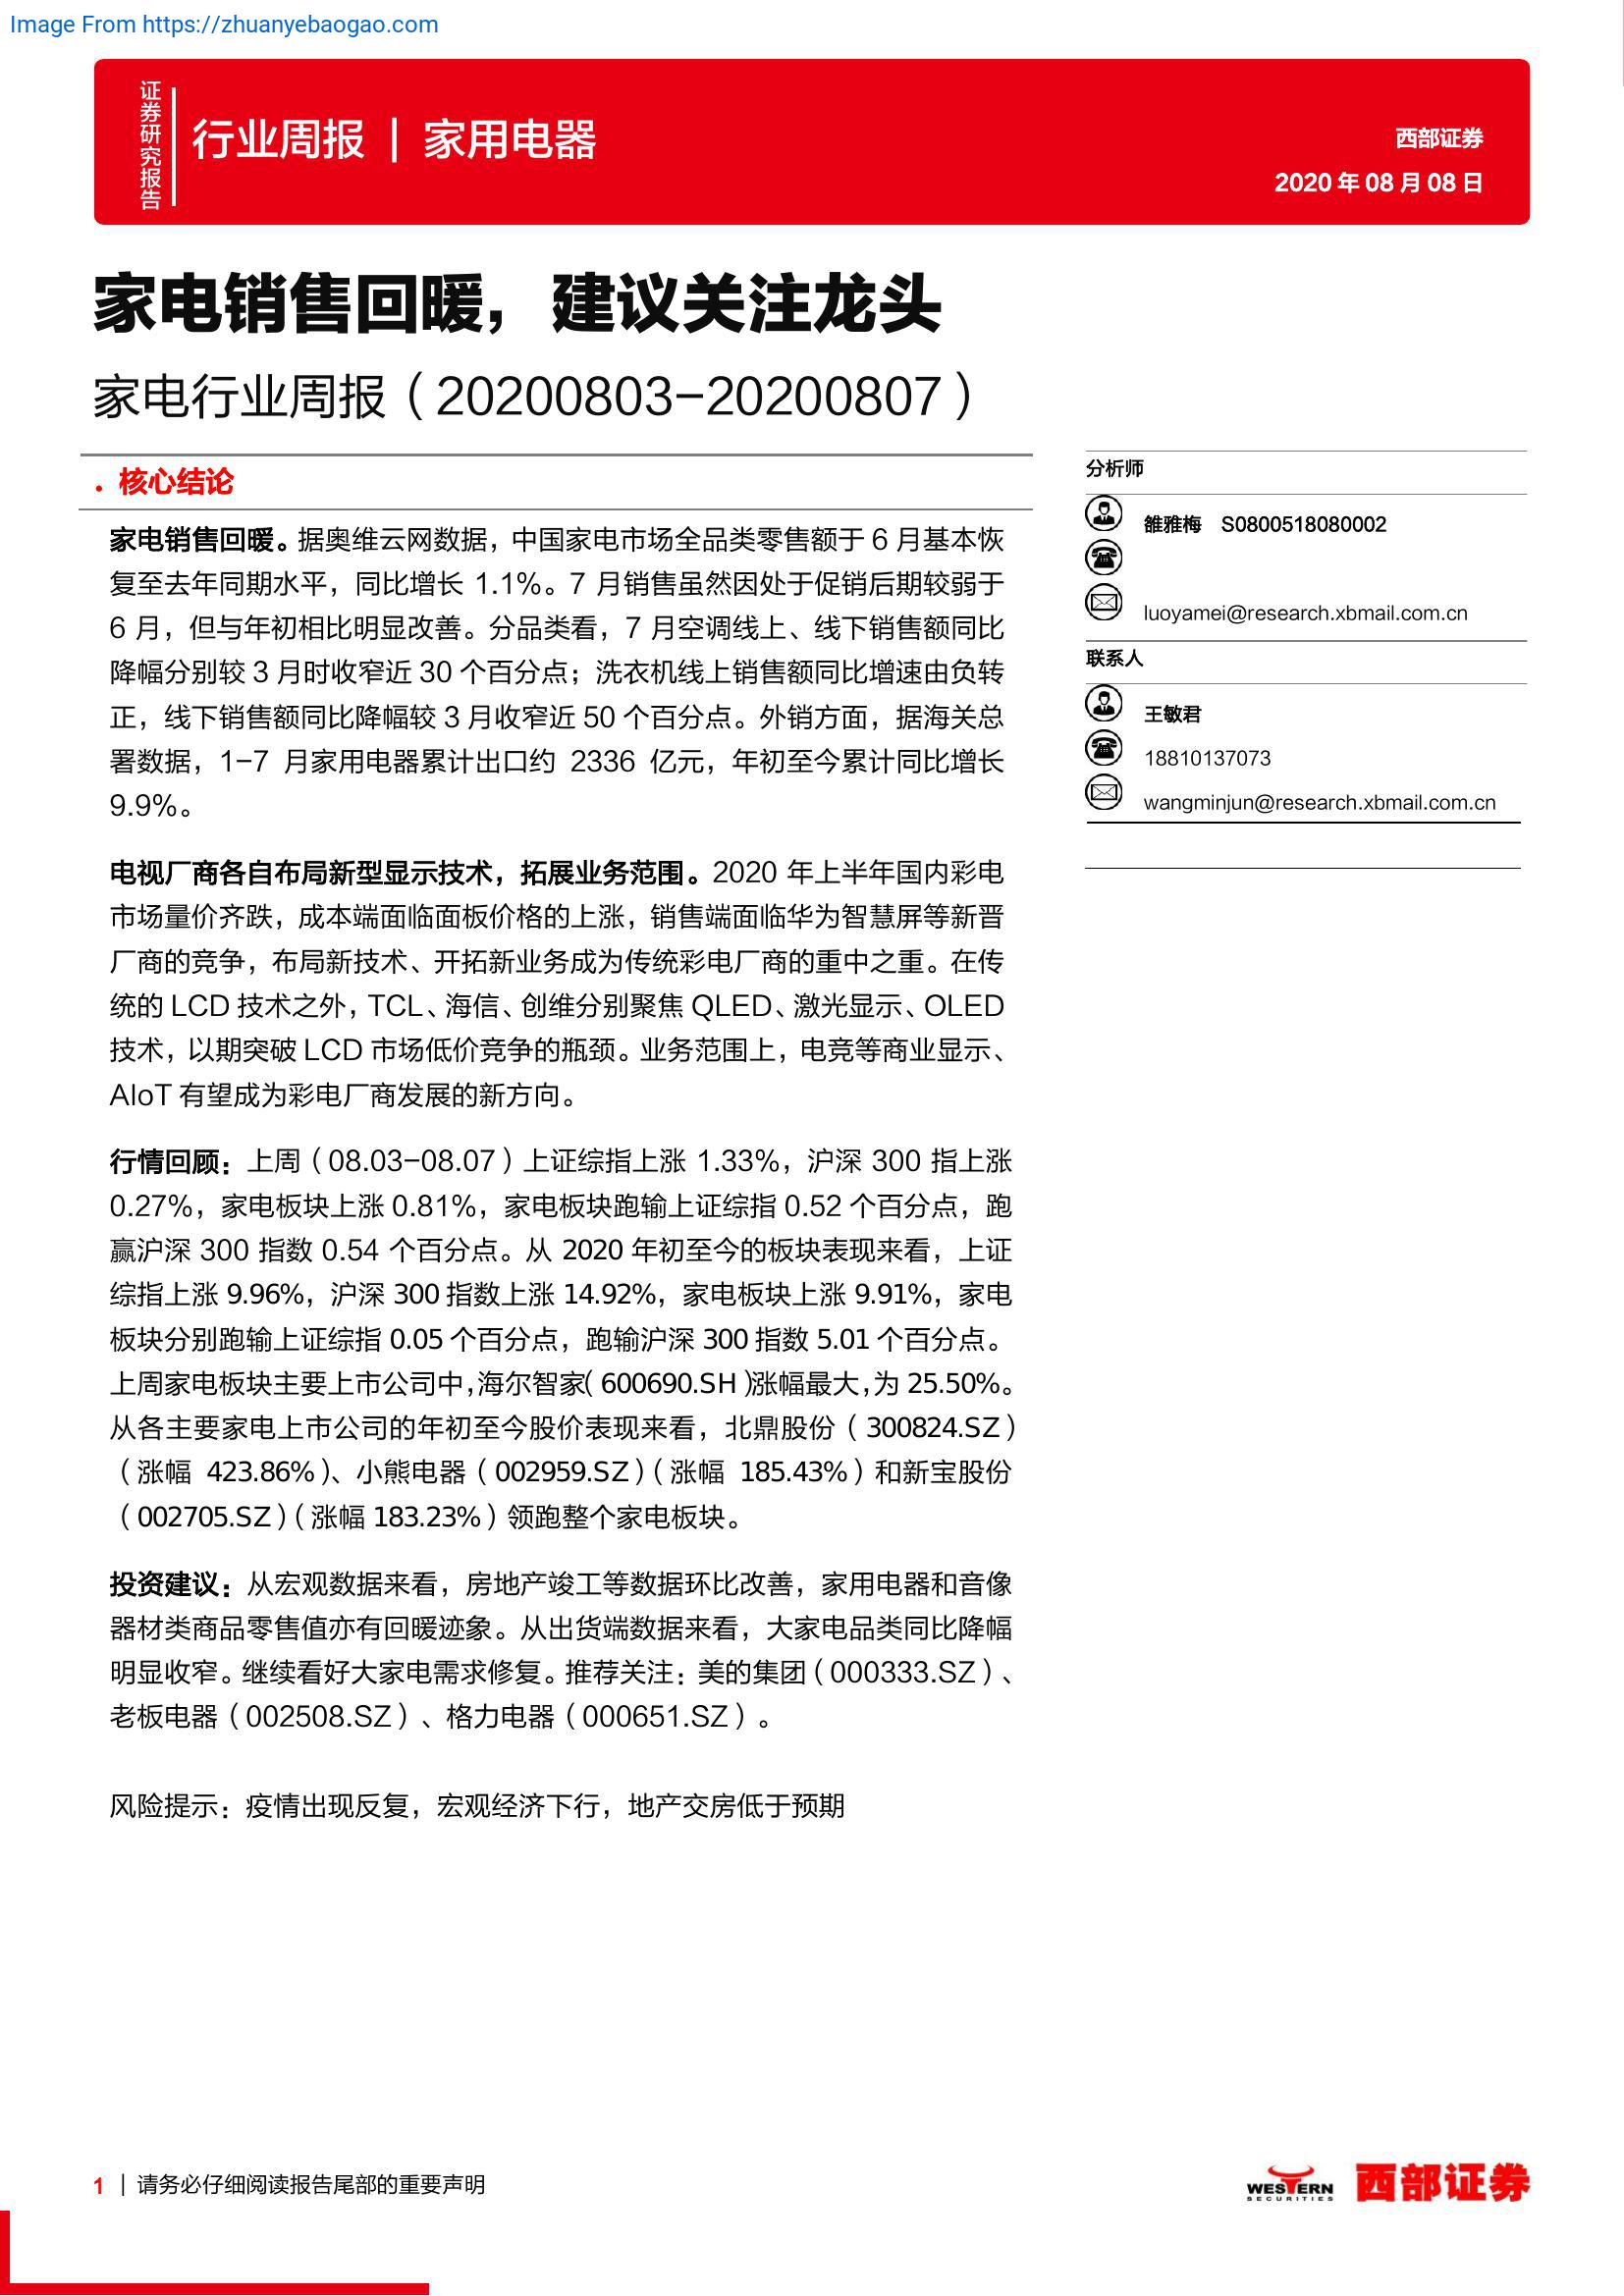 Image From https://zhuanyebaogao.com
证券研究报告
行业周报 | 家用电器
西部证券
2020 年 08 月 08 日
家电销售回暖，建议关注龙头
家电行业周报（20200803-20200807）
• 核心结论
家电销售回暖。据奥维云网数据，中国家电市场全品类零售额于 6 月基本恢
复至去年同期水平，同比增长 1.1%。7 月销售虽然因处于促销后期较弱于
6 月，但与年初相比明显改善。分品类看，7 月空调线上、线下销售额同比
降幅分别较 3 月时收窄近 30 个百分点；洗衣机线上销售额同比增速由负转
正，线下销售额同比降幅较 3 月收窄近 50 个百分点。外销方面，据海关总
署数据，1-7 月家用电器累计出口约 2336 亿元，年初至今累计同比增长
9.9%。
电视厂商各自布局新型显示技术，拓展业务范围。2020 年上半年国内彩电
市场量价齐跌，成本端面临面板价格的上涨，销售端面临华为智慧屏等新晋
厂商的竞争，布局新技术、开拓新业务成为传统彩电厂商的重中之重。在传
统的 LCD 技术之外，TCL、海信、创维分别聚焦 QLED、激光显示、OLED
技术，以期突破 LCD 市场低价竞争的瓶颈。业务范围上，电竞等商业显示、
AIoT 有望成为彩电厂商发展的新方向。
行情回顾：上周（08.03-08.07）上证综指上涨 1.33%，沪深 300 指上涨
0.27%，家电板块上涨 0.81%，家电板块跑输上证综指 0.52 个百分点，跑
赢沪深 300 指数 0.54 个百分点。从 2020 年初至今的板块表现来看，上证
综指上涨 9.96%，沪深 300 指数上涨 14.92%，家电板块上涨 9.91%，家电
板块分别跑输上证综指 0.05 个百分点，跑输沪深 300 指数 5.01 个百分点。
上周家电板块主要上市公司中，海尔智家（600690.SH）涨幅最大，为 25.50%。
从各主要家电上市公司的年初至今股价表现来看，北鼎股份（300824.SZ）
（涨幅 423.86%）、小熊电器（002959.SZ）（涨幅 185.43%）和新宝股份
（002705.SZ）（涨幅 183.23%）领跑整个家电板块。
投资建议：从宏观数据来看，房地产竣工等数据环比改善，家用电器和音像
器材类商品零售值亦有回暖迹象。从出货端数据来看，大家电品类同比降幅
明显收窄。继续看好大家电需求修复。推荐关注：美的集团（000333.SZ）、
老板电器（002508.SZ）、格力电器（000651.SZ）。
风险提示：疫情出现反复，宏观经济下行，地产交房低于预期
分析师
雒雅梅 S0800518080002
luoyamei@research.xbmail.com.cn
联系人
王敏君
18810137073
wangminjun@research.xbmail.com.cn
1 | 请务必仔细阅读报告尾部的重要声明
WESTERN
SECURITIES
西部证券